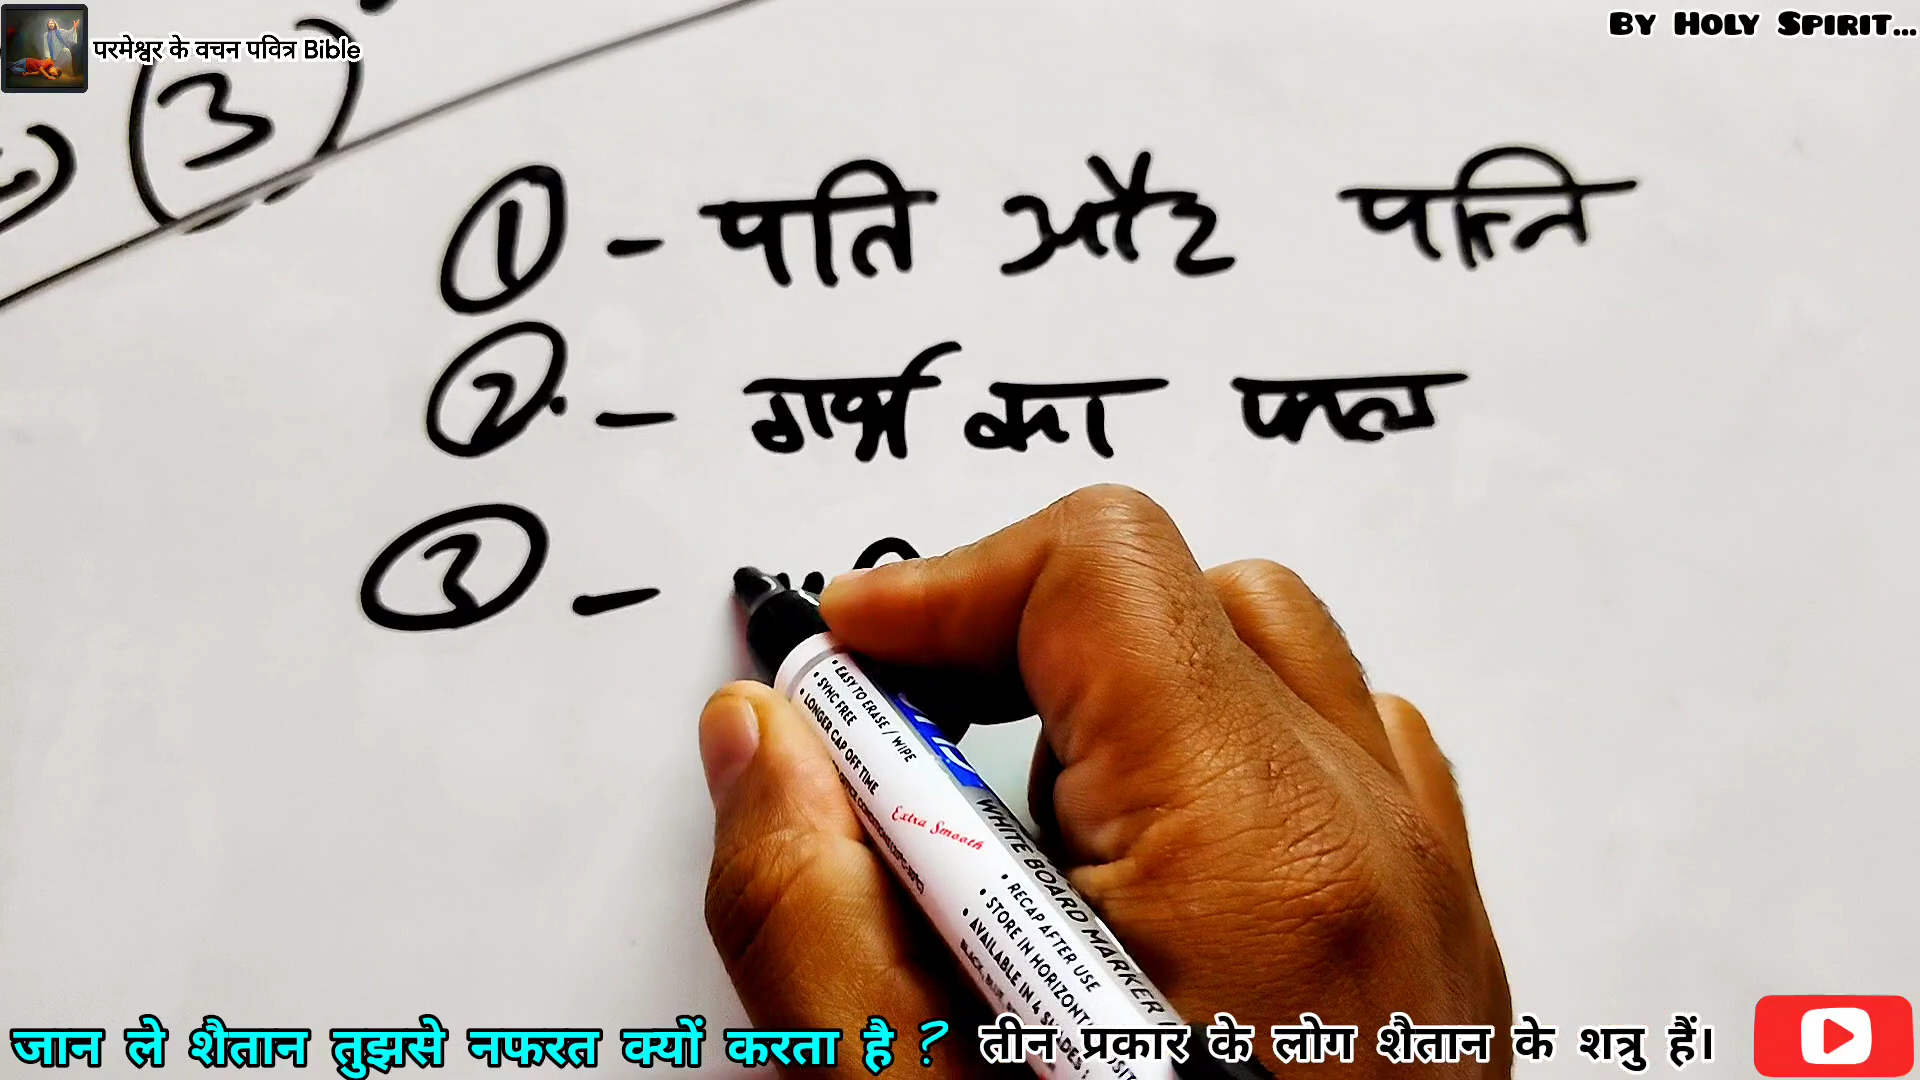 परमेश्वर के वचन पवित्र Bible
By Holy Spirit...
(3)
① - पति और पत्नि
② - गर्भ का फल
③ -
• EASY TO ERASE / WIPE
• SVHC FREE
• LONGER CAP OFF TIME
Extra Smooth
WHITE BOARD MARKER
• RECAP AFTER USE
• STORE IN HORIZONT
• AVAILABLE IN 4 SHADES:
जान ले शैतान तुझसे नफरत क्यों करता है ? तीन प्रकार के लोग शैतान के शत्रु हैं।